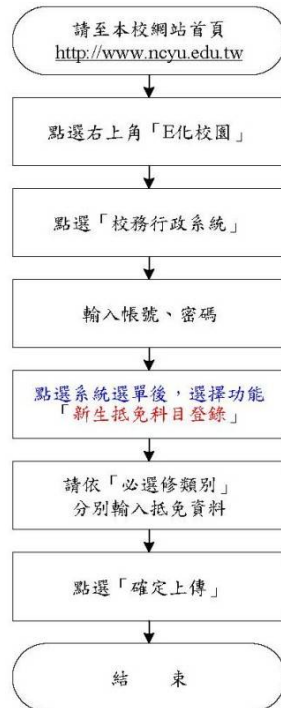 請至本校網站首頁
http://www.ncyu.edu.tw
點選右上角「E化校園」
點選「校務行政系統」
輸入帳號、密碼
點選系統選單後，選擇功能
「新生抵免科目登錄」
請依「必選修類別」
分別輸入抵免資料
點選「確定上傳」
結　束